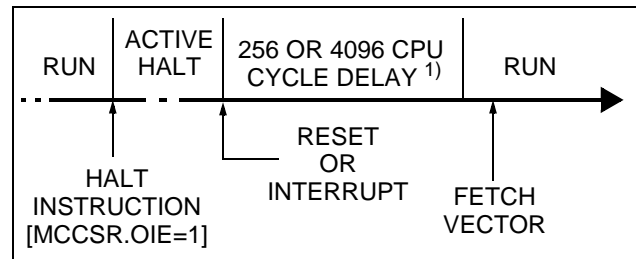 RUN
ACTIVE
HALT
256 OR 4096 CPU
CYCLE DELAY 1)
RUN
HALT
INSTRUCTION
[MCCSR.OIE=1]
RESET
OR
INTERRUPT
FETCH
VECTOR